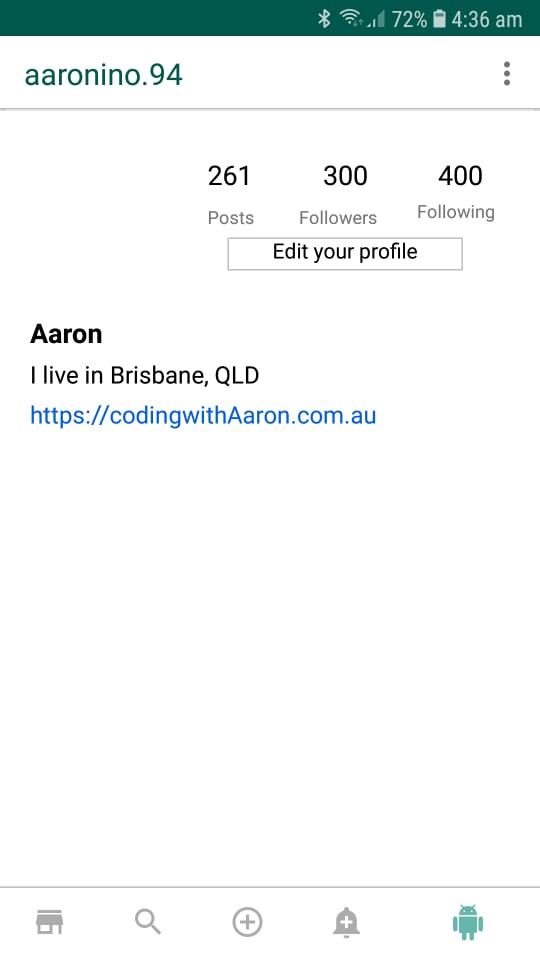 72% 4:36 am
aaronino.94
261 300 400
Posts Followers Following
Edit your profile
Aaron
I live in Brisbane, QLD
https://codingwithAaron.com.au